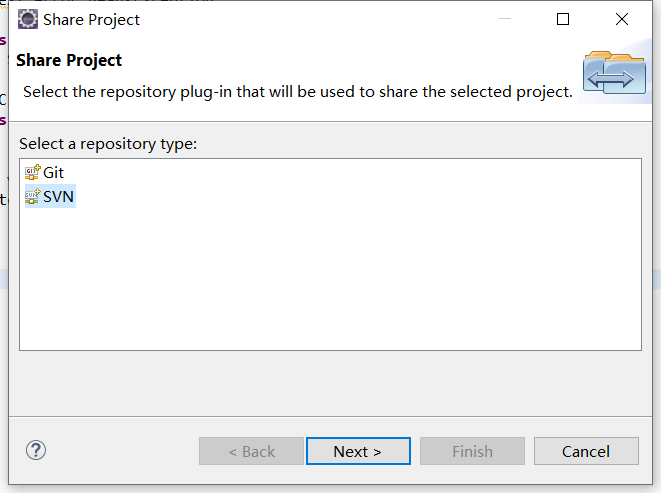 Share Project
Share Project
Select the repository plug-in that will be used to share the selected project.
Select a repository type:
Git
SVN
?
< Back
Next >
Finish
Cancel